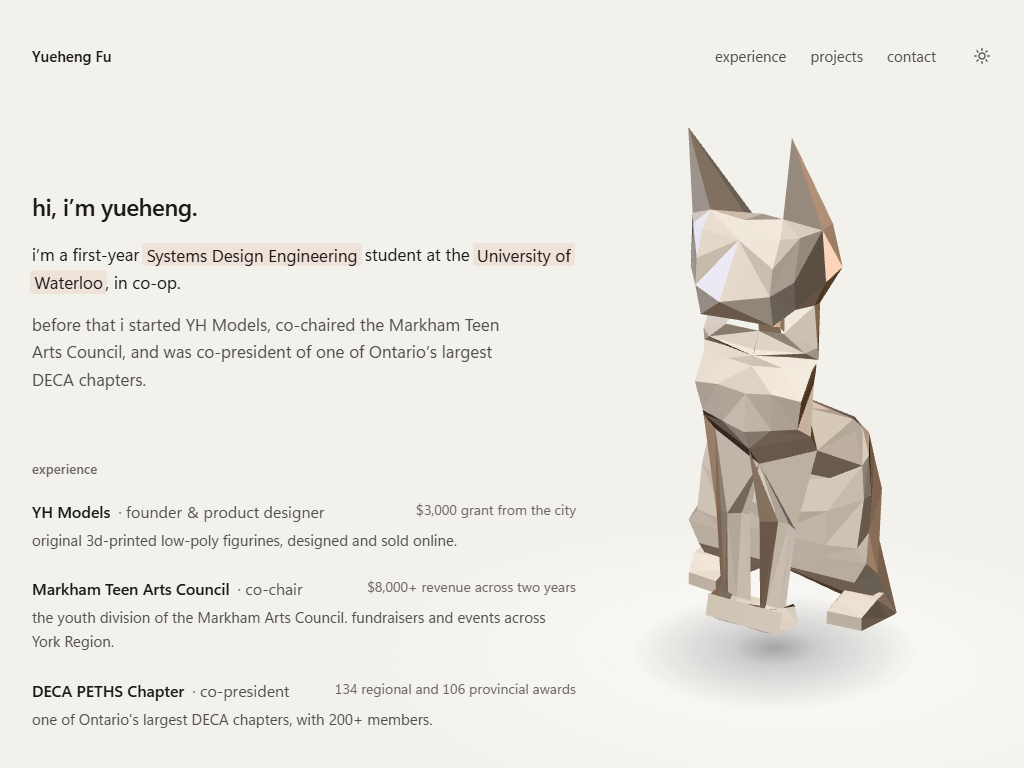 Yueheng Fu
experience projects contact
hi, i’m yueheng.
i’m a first-year Systems Design Engineering student at the University of
Waterloo, in co-op.
before that i started YH Models, co-chaired the Markham Teen
Arts Council, and was co-president of one of Ontario’s largest
DECA chapters.
experience
YH Models · founder & product designer $3,000 grant from the city
original 3d-printed low-poly figurines, designed and sold online.
Markham Teen Arts Council · co-chair $8,000+ revenue across two years
the youth division of the Markham Arts Council. fundraisers and events across
York Region.
DECA PETHS Chapter · co-president 134 regional and 106 provincial awards
one of Ontario's largest DECA chapters, with 200+ members.